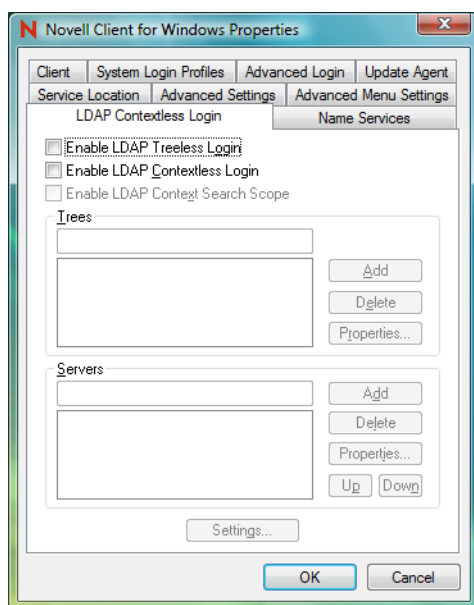 Novell Client for Windows Properties
Client System Login Profiles Advanced Login Update Agent
Service Location Advanced Settings Advanced Menu Settings
LDAP Contextless Login Name Services
Enable LDAP Treeless Login
Enable LDAP Contextless Login
Enable LDAP Context Search Scope
Trees
Add
Delete
Properties...
Servers
Add
Delete
Properties...
Up Down
Settings...
OK Cancel